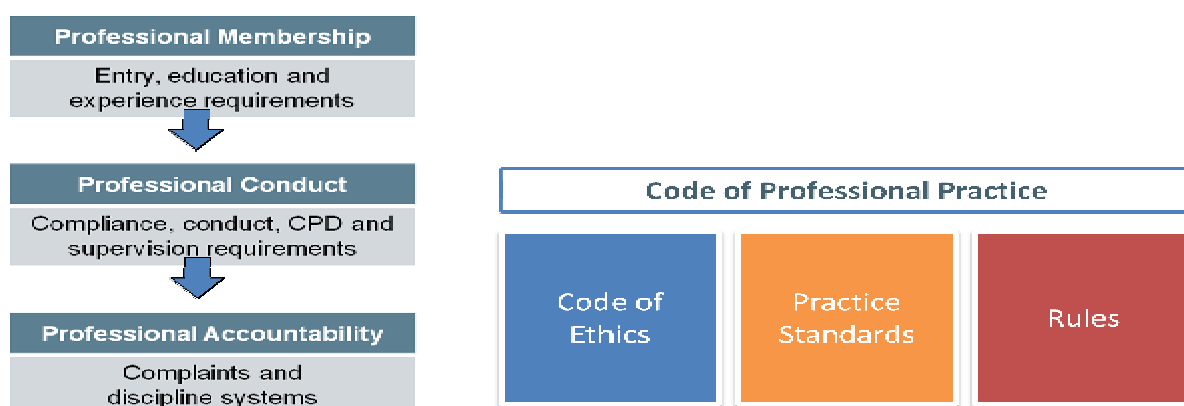 Professional Membership
Entry, education and
experience requirements
Professional Conduct
Compliance, conduct, CPD and
supervision requirements
Professional Accountability
Complaints and
discipline systems
Code of Professional Practice
Code of
Ethics
Practice
Standards
Rules